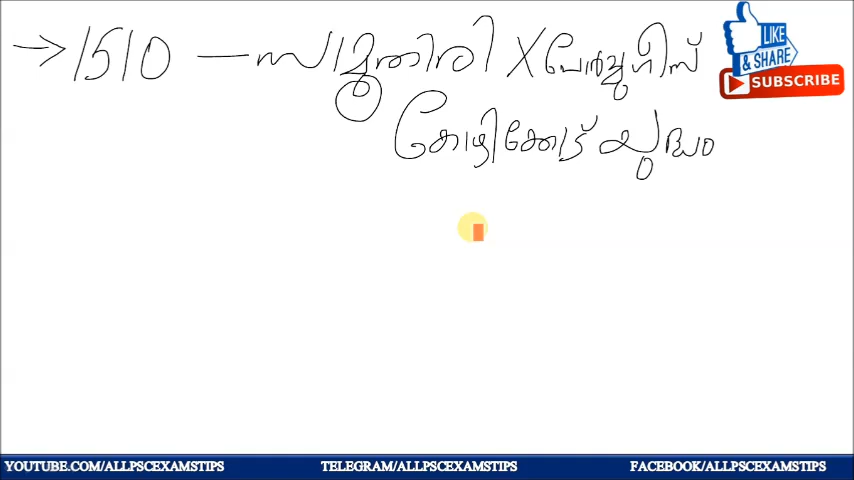 → 1510 — സാമൂതിരി X പോർച്ചുഗീസ്
കോഴിക്കോട് യുദ്ധം
LIKE
& SHARE
SUBSCRIBE
YOUTUBE.COM/ALLPSCEXAMSTIPS TELEGRAM/ALLPSCEXAMSTIPS FACEBOOK/ALLPSCEXAMSTIPS